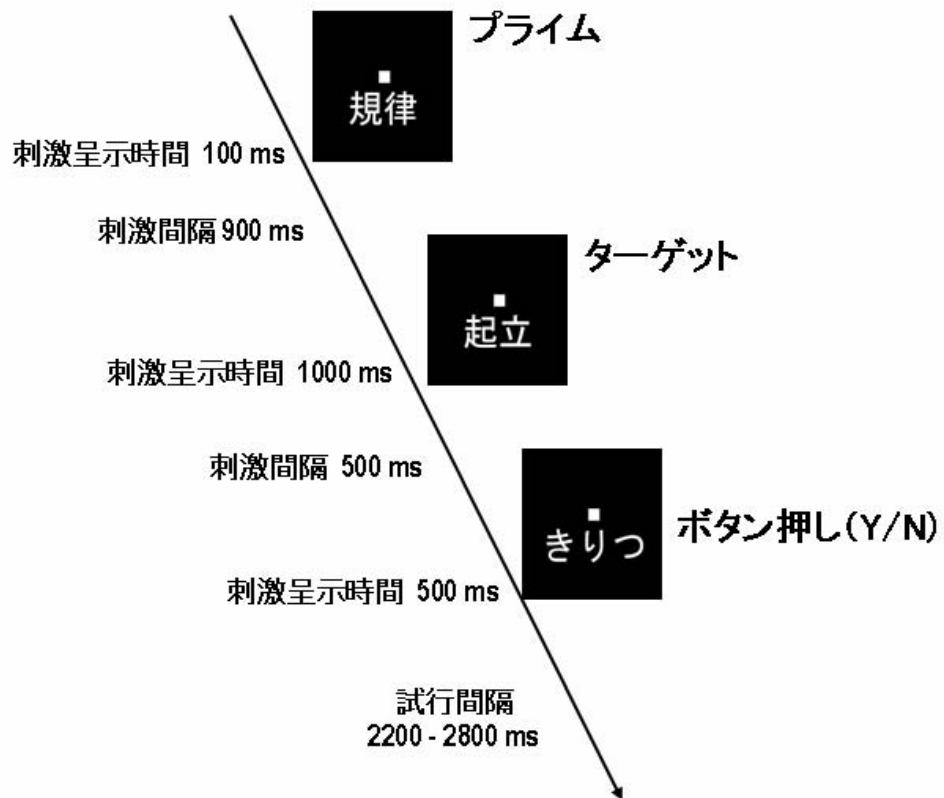 プライム
規律
刺激呈示時間 100 ms
刺激間隔 900 ms
ターゲット
起立
刺激呈示時間 1000 ms
刺激間隔 500 ms
きりつ
ボタン押し(Y/N)
刺激呈示時間 500 ms
試行間隔
2200 - 2800 ms